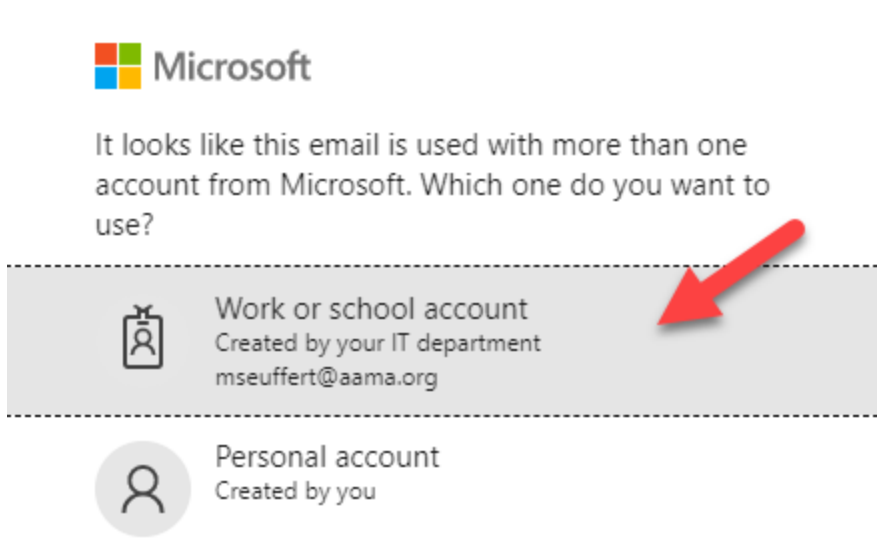 Microsoft
It looks like this email is used with more than one
account from Microsoft. Which one do you want to
use?
Work or school account
Created by your IT department
mseuffert@aama.org
Personal account
Created by you